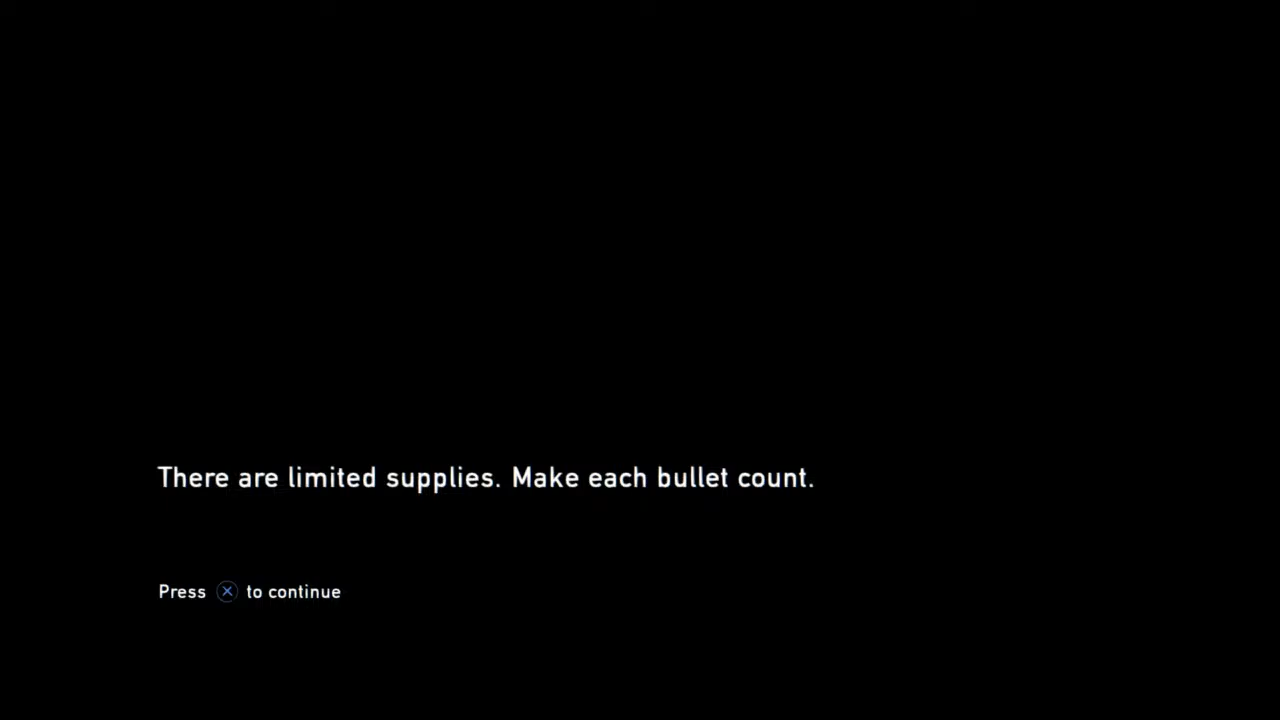 There are limited supplies. Make each bullet count.
Press ⓧ to continue